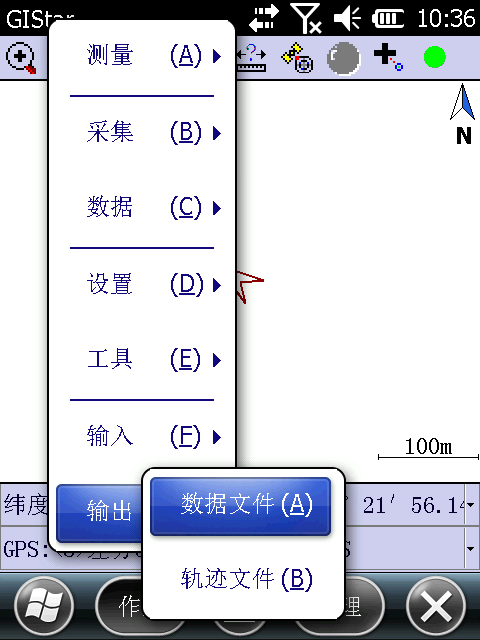 GIStar
10:36
测量 (A)
采集 (B)
数据 (C)
设置 (D)
工具 (E)
输入 (F)
输出
数据文件(A)
轨迹文件(B)
N
100m
纬度
21′ 56.14
GPS:
作
理